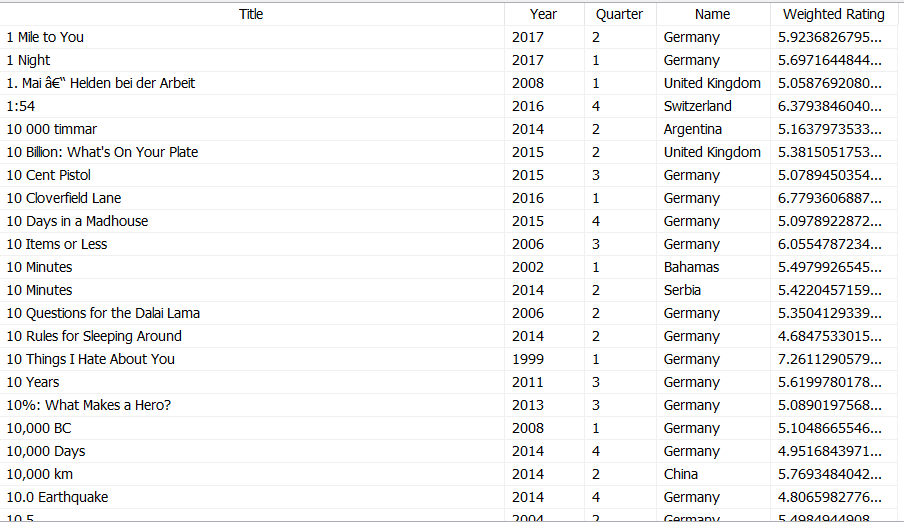 Title Year Quarter Name Weighted Rating
1 Mile to You 2017 2 Germany 5.9236826795...
1 Night 2017 1 Germany 5.6971644844...
1. Mai â€“ Helden bei der Arbeit 2008 1 United Kingdom 5.0587692080...
1:54 2016 4 Switzerland 6.3793846040...
10 000 timmar 2014 2 Argentina 5.1637973533...
10 Billion: What's On Your Plate 2015 2 United Kingdom 5.3815051753...
10 Cent Pistol 2015 3 Germany 5.0789450354...
10 Cloverfield Lane 2016 1 Germany 6.7793606887...
10 Days in a Madhouse 2015 4 Germany 5.0978922872...
10 Items or Less 2006 3 Germany 6.0554787234...
10 Minutes 2002 1 Bahamas 5.4979926545...
10 Minutes 2014 2 Serbia 5.4220457159...
10 Questions for the Dalai Lama 2006 2 Germany 5.3504129339...
10 Rules for Sleeping Around 2014 2 Germany 4.6847533015...
10 Things I Hate About You 1999 1 Germany 7.2611290579...
10 Years 2011 3 Germany 5.6199780178...
10%: What Makes a Hero? 2013 3 Germany 5.0890197568...
10,000 BC 2008 1 Germany 5.1048665546...
10,000 Days 2014 4 Germany 4.9516843971...
10,000 km 2014 2 China 5.7693484042...
10.0 Earthquake 2014 4 Germany 4.8065982776...
10.5 2004 2 Germany 5.4984944908...